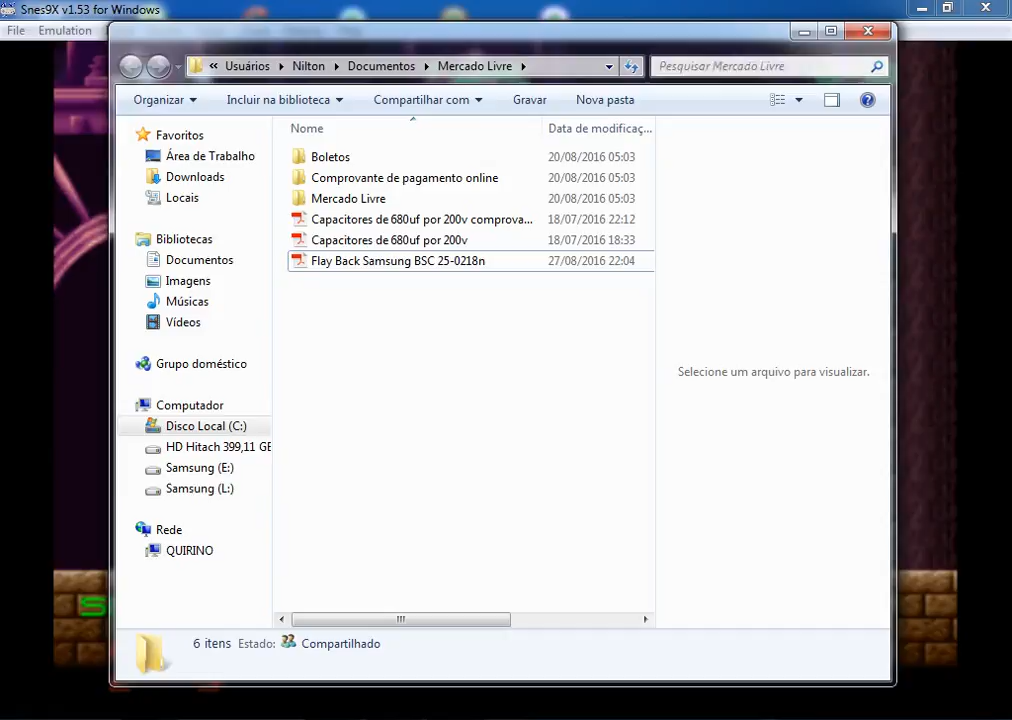 Snes9X v1.53 for Windows
File Emulation
« Usuários Nilton Documentos Mercado Livre
Pesquisar Mercado Livre
Organizar Incluir na biblioteca Compartilhar com Gravar Nova pasta
Favoritos
Área de Trabalho
Downloads
Locais
Bibliotecas
Documentos
Imagens
Músicas
Vídeos
Grupo doméstico
Computador
Disco Local (C:)
HD Hitach 399,11 GE
Samsung (E:)
Samsung (L:)
Rede
QUIRINO
Nome Data de modificaç...
Boletos 20/08/2016 05:03
Comprovante de pagamento online 20/08/2016 05:03
Mercado Livre 20/08/2016 05:03
Capacitores de 680uf por 200v comprova... 18/07/2016 22:12
Capacitores de 680uf por 200v 18/07/2016 18:33
Flay Back Samsung BSC 25-0218n 27/08/2016 22:04
Selecione um arquivo para visualizar.
6 itens Estado: Compartilhado